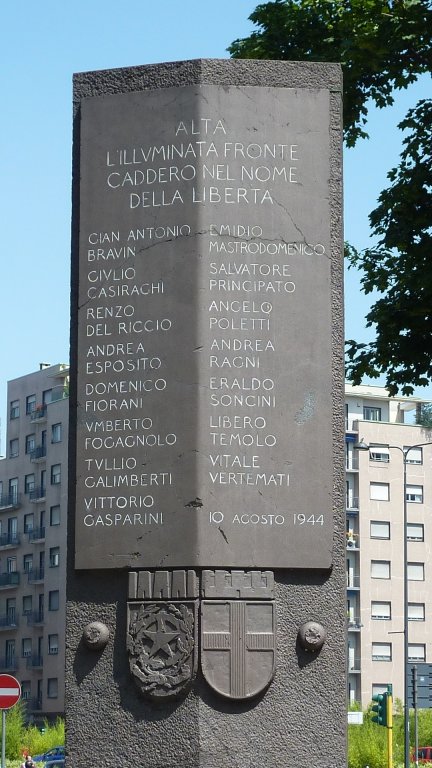 ALTA
L'ILLVMINATA FRONTE
CADDERO NEL NOME
DELLA LIBERTA
GIAN ANTONIO
BRAVIN
GIVLIO
CASIRACHI
RENZO
DEL RICCIO
ANDREA
ESPOSITO
DOMENICO
FIORANI
VMBERTO
FOGAGNOLO
TVLLIO
GALIMBERTI
VITTORIO
GASPARINI
EMIDIO
MASTRODOMENICO
SALVATORE
PRINCIPATO
ANGELO
POLETTI
ANDREA
RAGNI
ERALDO
SONCINI
LIBERO
TEMOLO
VITALE
VERTEMATI
10 AGOSTO 1944